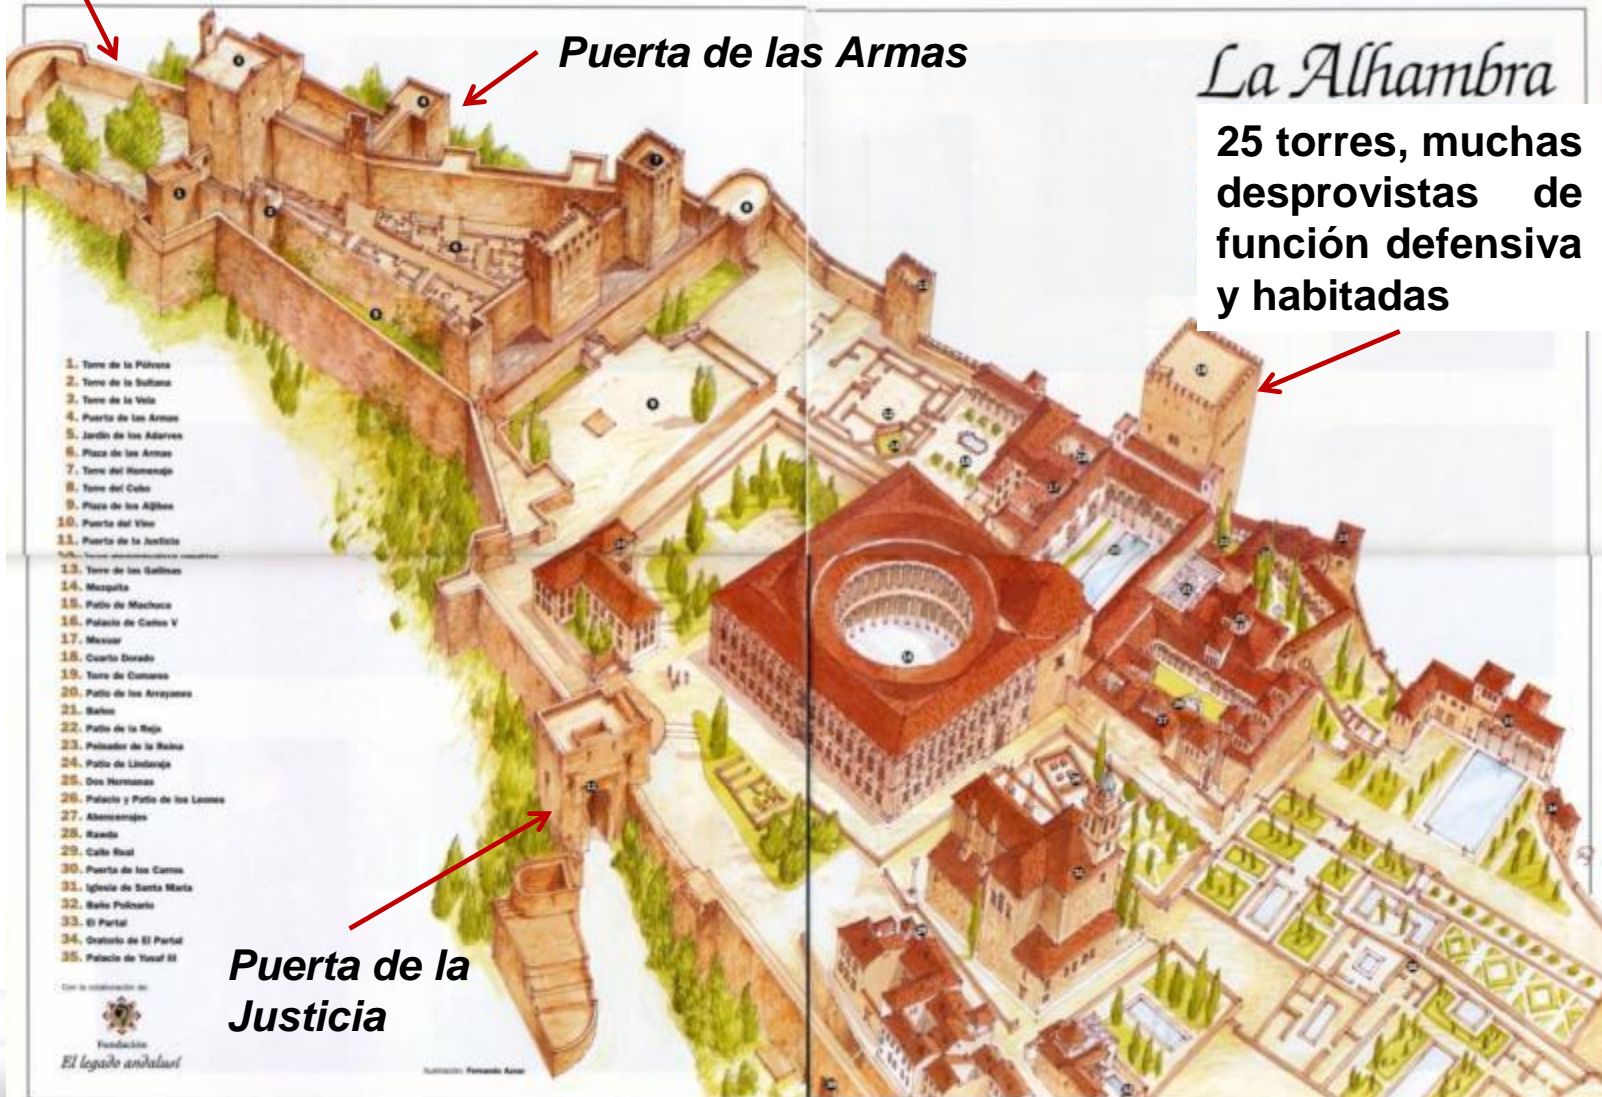 Puerta de las Armas
La Alhambra
25 torres, muchas
desprovistas de
función defensiva
y habitadas
1. Torre de la Pólvora
2. Torre de la Sultana
3. Torre de la Vela
4. Puerta de las Armas
5. Jardín de los Adarves
6. Plaza de las Armas
7. Torre del Homenaje
8. Torre del Cubo
9. Plaza de los Aljibes
10. Puerta del Vino
11. Puerta de la Justicia
13. Torre de las Gallinas
14. Mezquita
15. Patio de Machuca
16. Palacio de Carlos V
17. Mexuar
18. Cuarto Dorado
19. Torre de Comares
20. Patio de los Arrayanes
21. Baños
22. Patio de la Reja
23. Peinador de la Reina
24. Patio de Lindaraja
25. Dos Hermanas
26. Palacio y Patio de los Leones
27. Abencerrajes
28. Rawda
29. Calle Real
30. Puerta de los Carros
31. Iglesia de Santa María
32. Baño Polinario
33. El Partal
34. Oratorio de El Partal
35. Palacio de Yusuf III
Puerta de la
Justicia
Con la colaboración de:
Fundación
El legado andalusí
Ilustración: Fernando Aznar